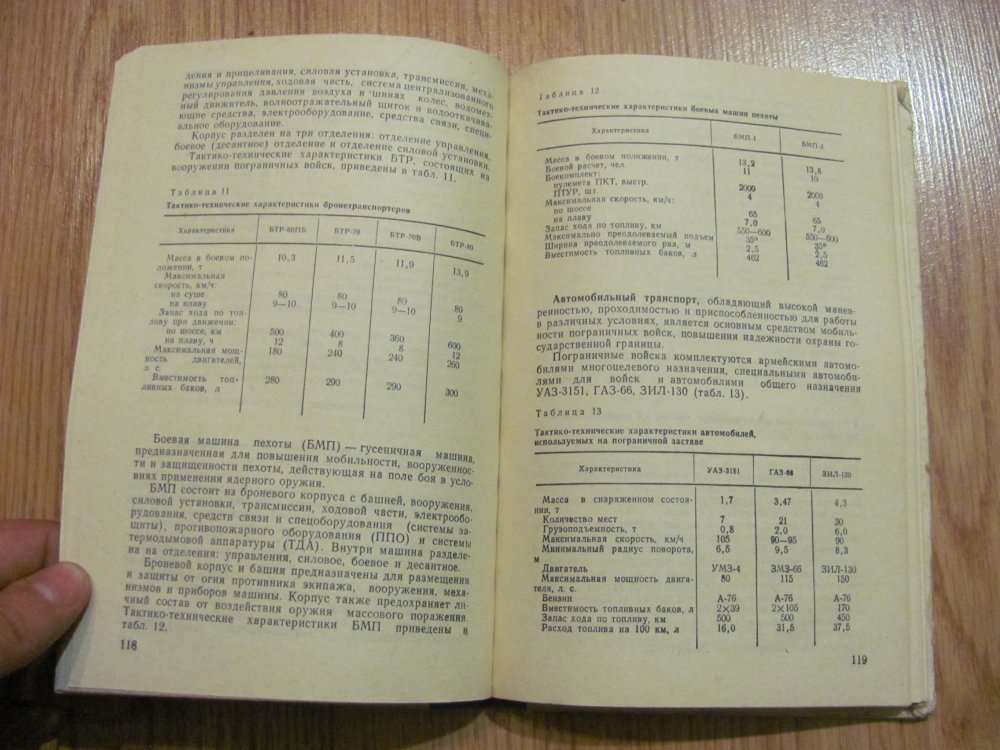 дения и прицеливания, силовая установка, трансмиссия, меха-
низмы управления, ходовая часть, система централизованного
регулирования давления воздуха в шинах колес, водомет-
ный движитель, волноотражательный щиток и водооткачива-
ющие средства, электрооборудование, средства связи, специ-
альное оборудование.
Корпус разделен на три отделения: отделение управления,
боевое (десантное) отделение и отделение силовой установки.
Тактико-технические характеристики БТР, состоящих на
вооружении пограничных войск, приведены в табл. 11.
Таблица 11
Тактико-технические характеристики бронетранспортеров
Характеристика БТР-60ПБ БТР-70 БТР-70В БТР-80
Масса в боевом по-
ложении, т 10,3 11,5 11,9 13,9
Максимальная
скорость, км/ч:
на суше 80 80 80 80
на плаву 9—10 9—10 9—10 9
Запас хода по топ-
ливу при движении:
по шоссе, км 500 400 360 600
на плаву, ч 12 8 8 12
Максимальная мощ-
ность двигателей,
л. с. 180 240 240 260
Вместимость топ-
ливных баков, л 280 290 290 300
Боевая машина пехоты (БМП) — гусеничная машина,
предназначенная для повышения мобильности, вооруженнос-
ти и защищенности пехоты, действующая на поле боя в усло-
виях применения ядерного оружия.
БМП состоит из броневого корпуса с башней, вооружения,
силовой установки, трансмиссии, ходовой части, электрообо-
рудования, средств связи и спецоборудования (системы за-
щиты), противопожарного оборудования (ППО) и системы
термодымовой аппаратуры (ТДА). Внутри машина разделе-
на на отделения: управления, силовое, боевое и десантное.
Броневой корпус и башня предназначены для размещения
и защиты от огня противника экипажа, вооружения, меха-
низмов и приборов машины. Корпус также предохраняет ли-
чный состав от воздействия оружия массового поражения.
Тактико-технические характеристики БМП приведены в
табл. 12.
118
Таблица 12
Тактико-технические характеристики боевых машин пехоты
Характеристика БМП-1 БМП-2
Масса в боевом положении, т 13,2 13,8
Боевой расчет, чел. 11 10
Боекомплект:
пулемета ПКТ, выстр. 2000 2000
ПТУР, шт. 4 4
Максимальная скорость, км/ч:
по шоссе 65 65
на плаву 7,0 7,0
Запас хода по топливу, км 550—600 550—600
Максимально преодолеваемый подъем 35° 35°
Ширина преодолеваемого рва, м 2,5 2,5
Вместимость топливных баков, л 462 462
Автомобильный транспорт, обладающий высокой манев-
ренностью, проходимостью и приспособленностью для работы
в различных условиях, является основным средством мобиль-
ности пограничных войск, повышения надежности охраны го-
сударственной границы.
Пограничные войска комплектуются армейскими автомо-
билями многоцелевого назначения, специальными автомоби-
лями для войск и автомобилями общего назначения
УАЗ-3151, ГАЗ-66, ЗИЛ-130 (табл. 13).
Таблица 13
Тактико-технические характеристики автомобилей,
используемых на пограничной заставе
Характеристика УАЗ-3151 ГАЗ-66 ЗИЛ-130
Масса в снаряженном состоя-
нии, т 1,7 3,47 4,3
Количество мест 7 21 30
Грузоподъемность, т 0,8 2,0 6,0
Максимальная скорость, км/ч 105 90—95 90
Минимальный радиус поворота,
м 6,5 9,5 8,3
Двигатель УМЗ-4 ЗМЗ-66 ЗИЛ-130
Максимальная мощность двига-
теля, л. с. 80 115 150
Бензин А-76 А-76 А-76
Вместимость топливных баков, л 2×39 2×105 170
Запас хода по топливу, км 500 500 450
Расход топлива на 100 км, л 16,0 31,5 37,5
119